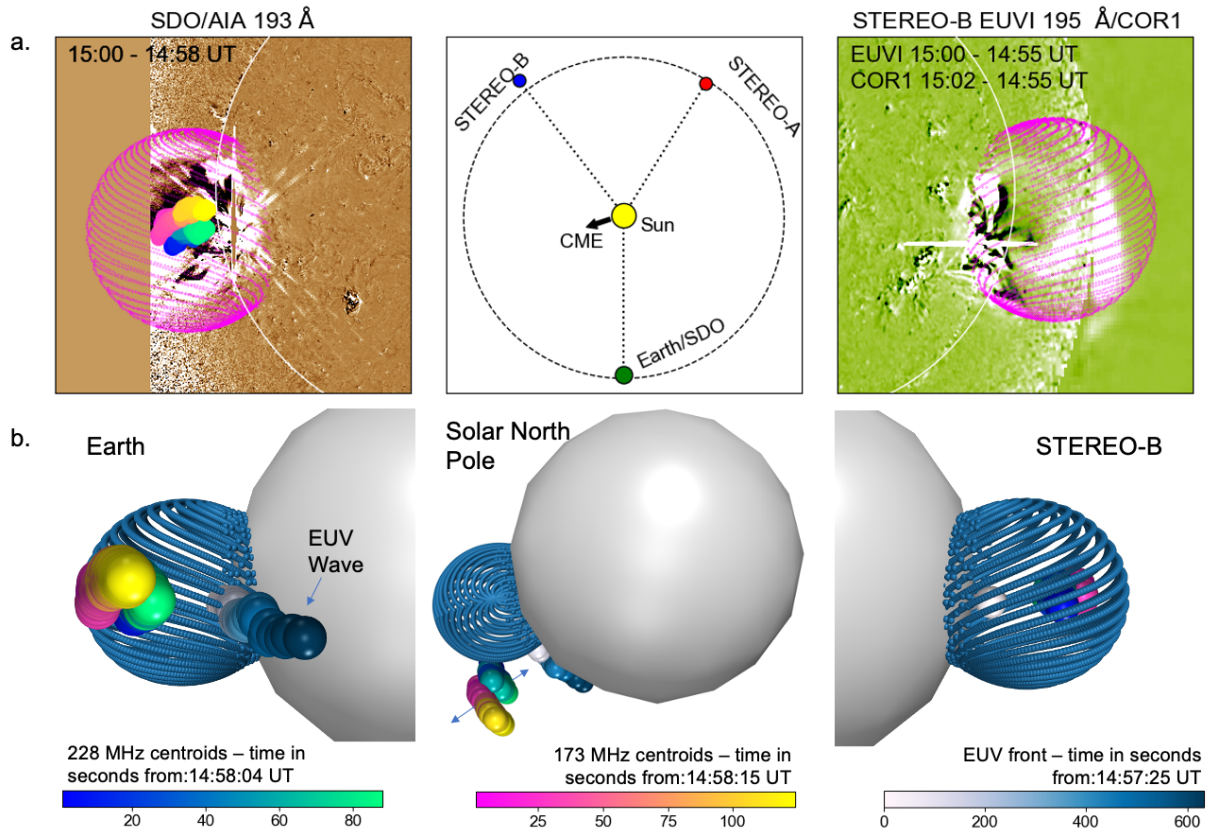 SDO/AIA 193 Å
STEREO-B EUVI 195 Å/COR1
a.
15:00 - 14:58 UT
STEREO-B
STEREO-A
Sun
CME
Earth/SDO
EUVI 15:00 - 14:55 UT
COR1 15:02 - 14:55 UT
b.
Earth
EUV
Wave
Solar North
Pole
STEREO-B
228 MHz centroids – time in
seconds from:14:58:04 UT
20 40 60 80
173 MHz centroids – time in
seconds from:14:58:15 UT
25 50 75 100
EUV front – time in seconds
from:14:57:25 UT
0 200 400 600